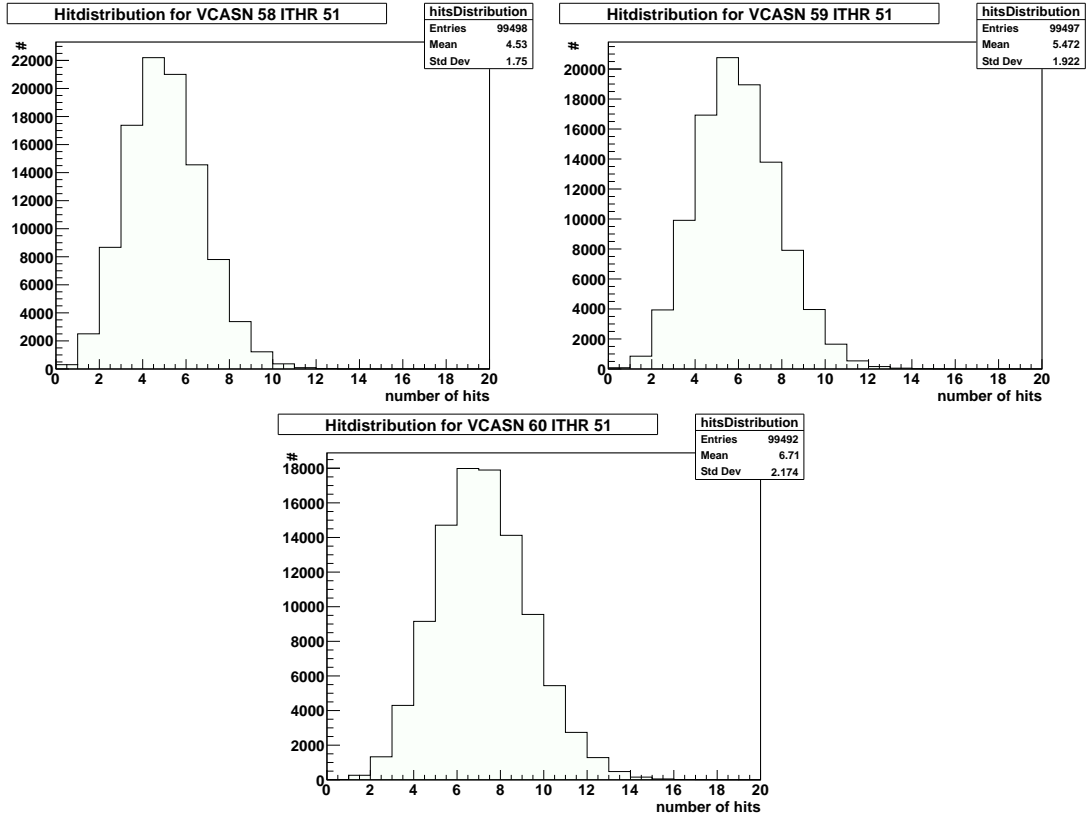 Hitdistribution for VCASN 58 ITHR 51
hitsDistribution
Entries 99498
Mean 4.53
Std Dev 1.75
#
22000
20000
18000
16000
14000
12000
10000
8000
6000
4000
2000
0
0 2 4 6 8 10 12 14 16 18 20
number of hits
Hitdistribution for VCASN 59 ITHR 51
hitsDistribution
Entries 99497
Mean 5.472
Std Dev 1.922
#
20000
18000
16000
14000
12000
10000
8000
6000
4000
2000
0
0 2 4 6 8 10 12 14 16 18 20
number of hits
Hitdistribution for VCASN 60 ITHR 51
hitsDistribution
Entries 99492
Mean 6.71
Std Dev 2.174
#
18000
16000
14000
12000
10000
8000
6000
4000
2000
0
0 2 4 6 8 10 12 14 16 18 20
number of hits